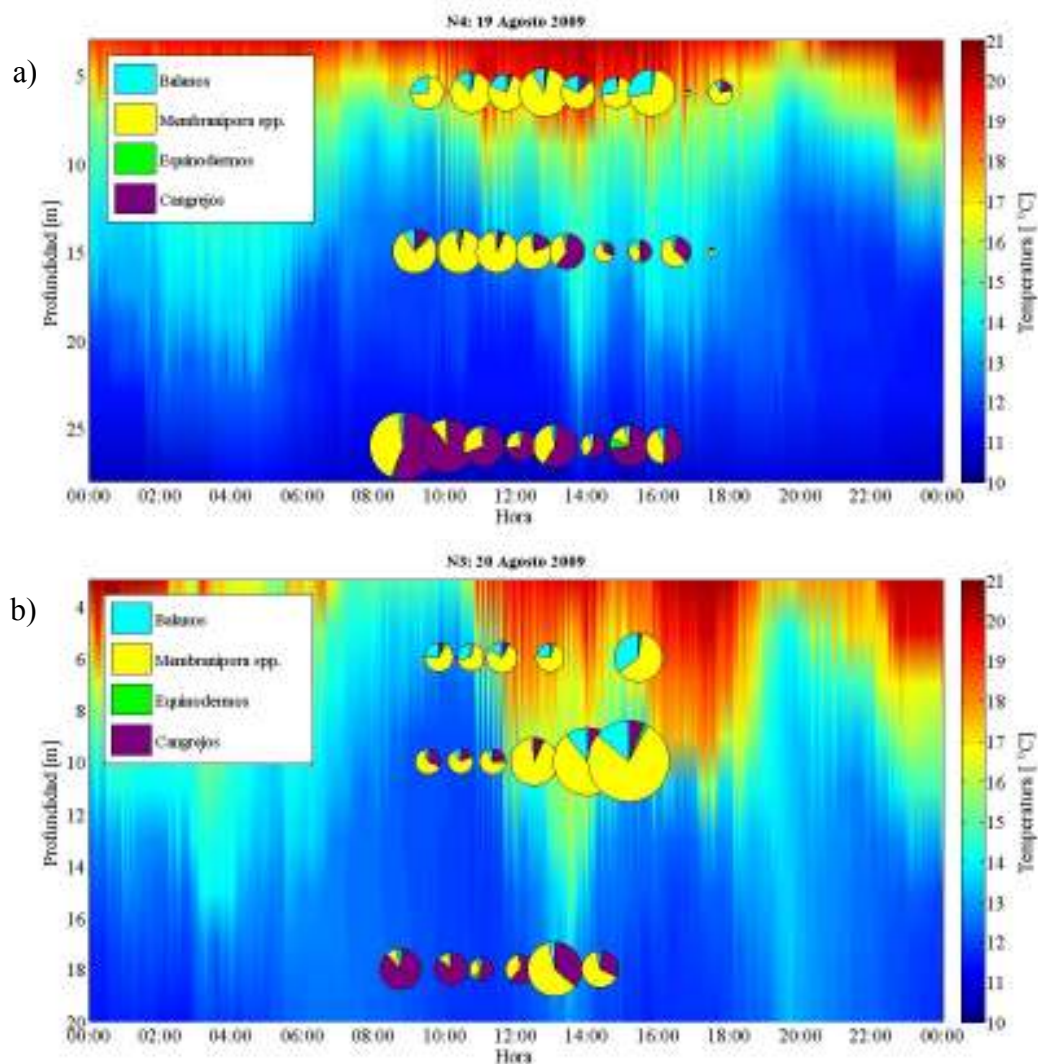 a)
N4: 19 Agosto 2009
Balanos
Membranipora spp.
Equinodermos
Cangrejos
Profundidad [m]
5
10
15
20
25
00:00 02:00 04:00 06:00 08:00 10:00 12:00 14:00 16:00 18:00 20:00 22:00 00:00
Hora
21
20
19
18
17
16
15
14
13
12
11
10
Temperatura [ °C]
b)
N3: 20 Agosto 2009
Balanos
Membranipora spp.
Equinodermos
Cangrejos
Profundidad [m]
4
6
8
10
12
14
16
18
20
00:00 02:00 04:00 06:00 08:00 10:00 12:00 14:00 16:00 18:00 20:00 22:00 00:00
Hora
21
20
19
18
17
16
15
14
13
12
11
10
Temperatura [ °C]